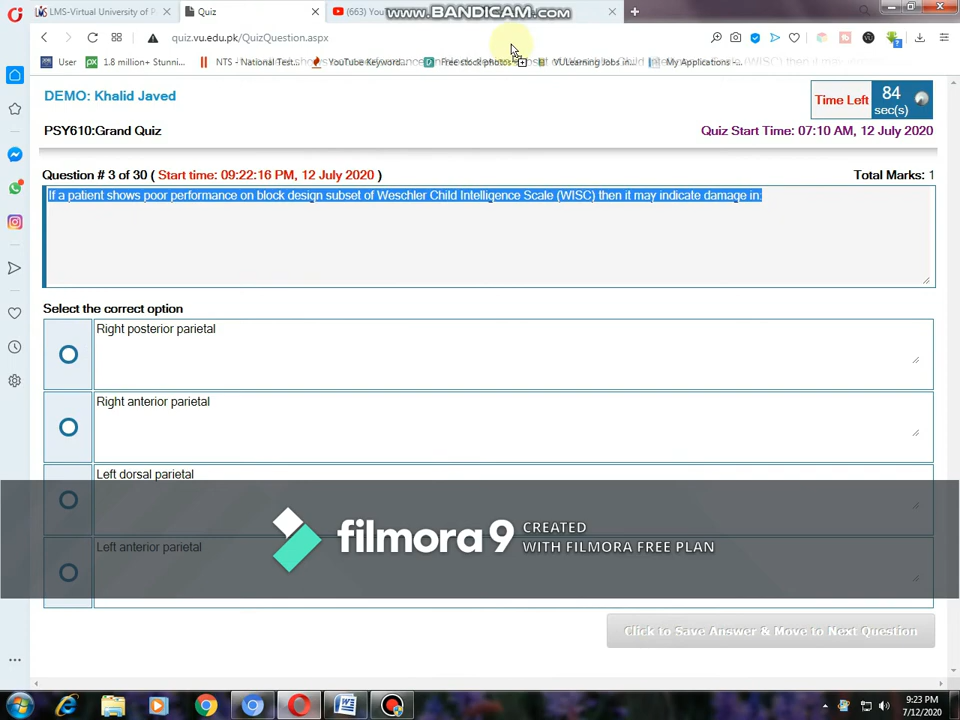 LMS-Virtual University of P
Quiz
(663) You
www.BANDICAM.com
quiz.vu.edu.pk/QuizQuestion.aspx
User
1.8 million+ Stunni...
NTS - National Test...
YouTube Keyword...
Free stock photos
VULearning Jobs in...
My Applications -...
DEMO: Khalid Javed
Time Left
84
sec(s)
PSY610:Grand Quiz
Quiz Start Time: 07:10 AM, 12 July 2020
Question # 3 of 30 ( Start time: 09:22:16 PM, 12 July 2020 )
Total Marks: 1
If a patient shows poor performance on block design subset of Weschler Child Intelligence Scale (WISC) then it may indicate damage in:
Select the correct option
Right posterior parietal
Right anterior parietal
Left dorsal parietal
Left anterior parietal
filmora9
CREATED
WITH FILMORA FREE PLAN
Click to Save Answer & Move to Next Question
9:23 PM
7/12/2020